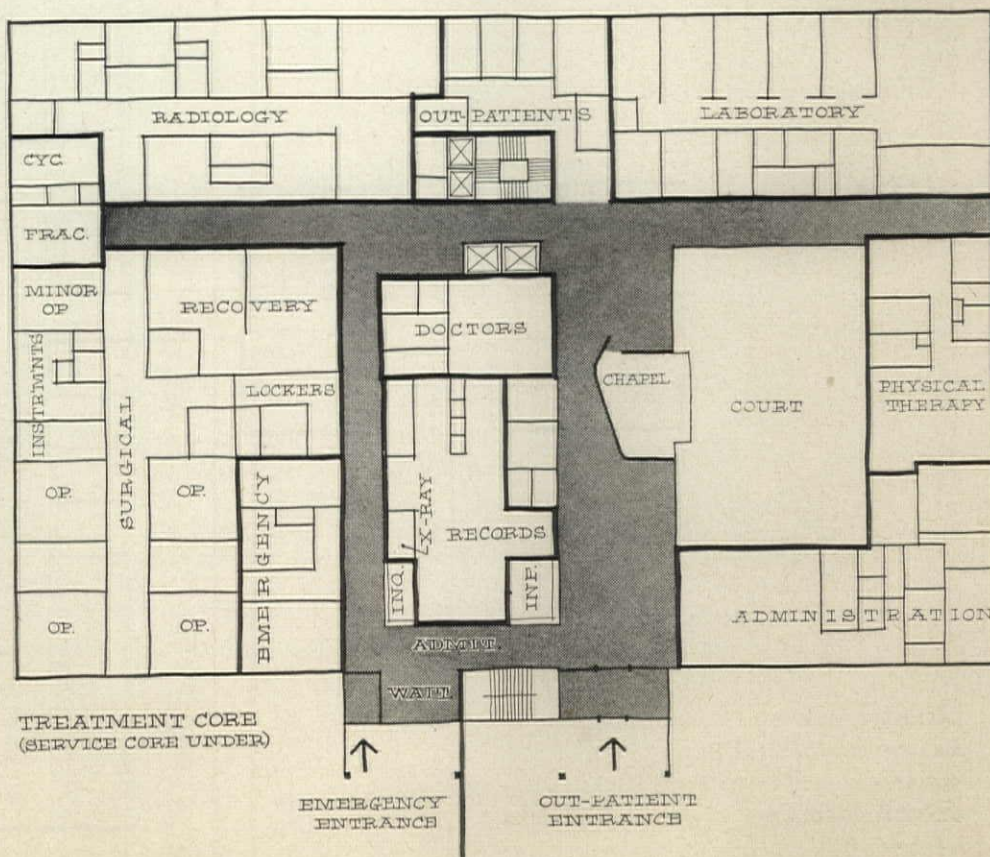 RADIOLOGY
OUT-PATIENTS
LABORATORY
CYC.
FRAC.
MINOR
OP
RECOVERY
DOCTORS
INSTRMNTS
LOCKERS
CHAPEL
COURT
PHYSICAL
THERAPY
SURGICAL
OP.
OP.
EMERGENCY
X-RAY
RECORDS
INQ.
INF.
OP.
OP.
ADMINISTRATION
ADMIT.
WAIT.
TREATMENT CORE
(SERVICE CORE UNDER)
EMERGENCY
ENTRANCE
OUT-PATIENT
ENTRANCE